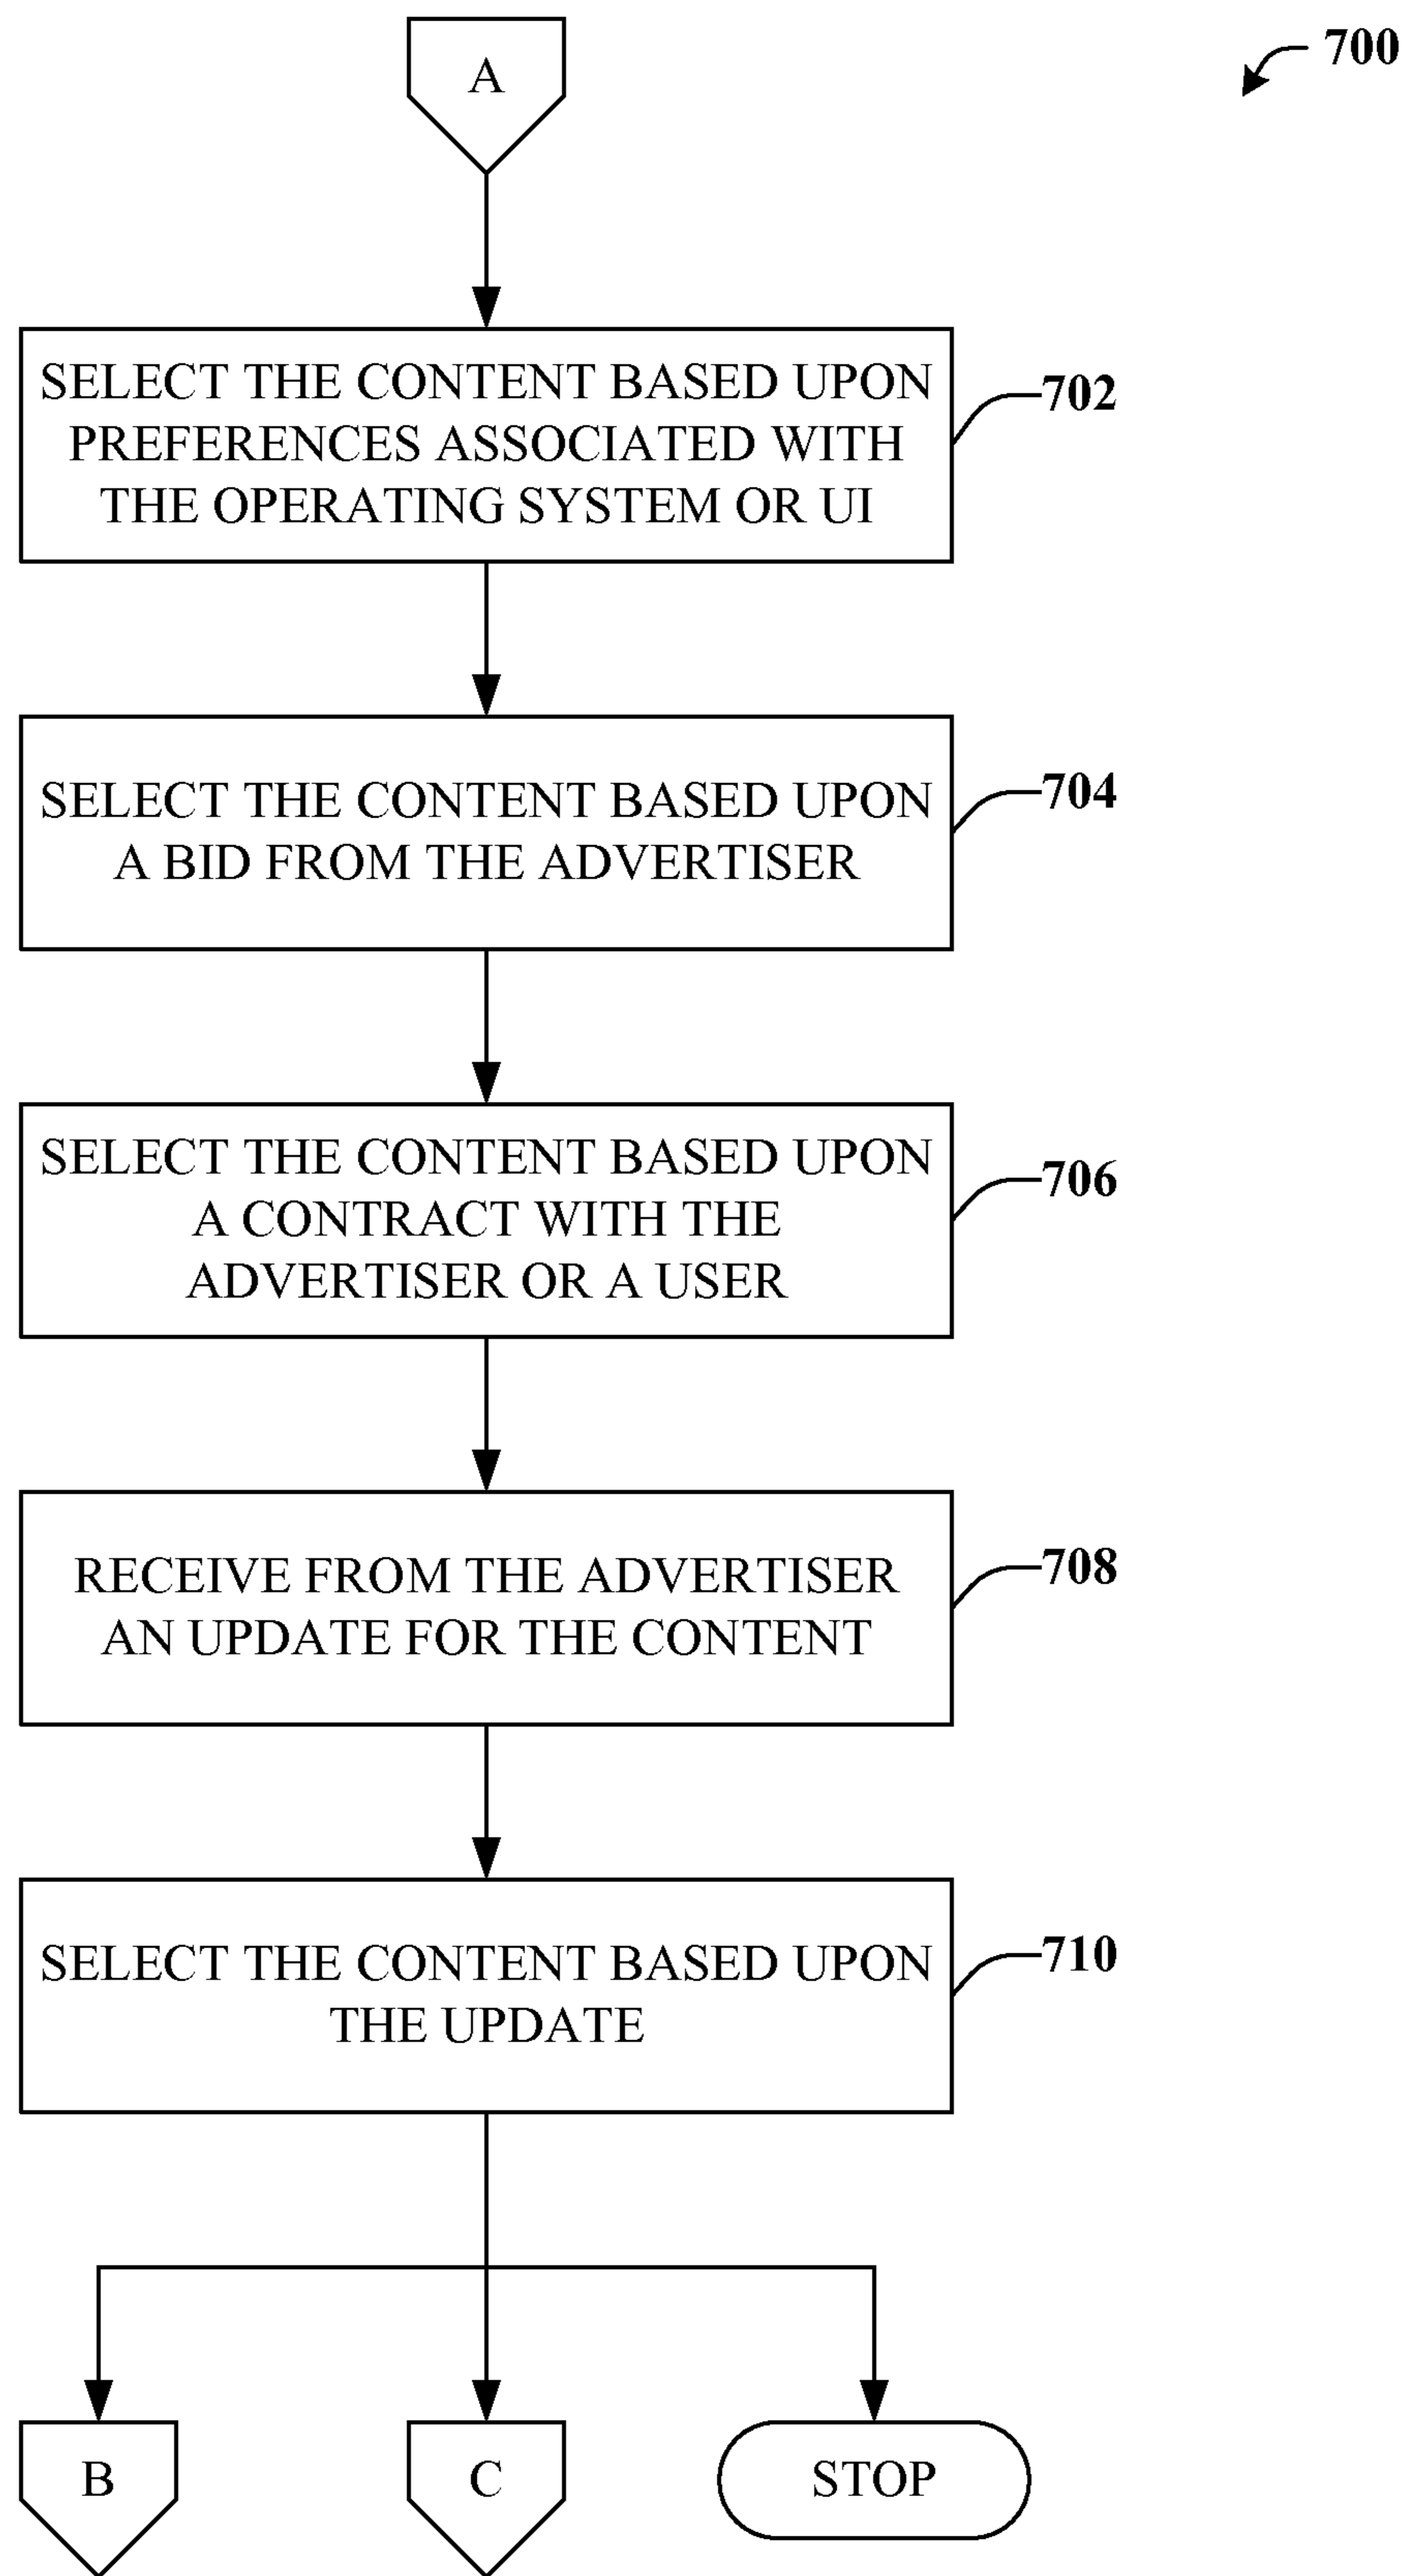 A
700
SELECT THE CONTENT BASED UPON
PREFERENCES ASSOCIATED WITH
THE OPERATING SYSTEM OR UI
702
SELECT THE CONTENT BASED UPON
A BID FROM THE ADVERTISER
704
SELECT THE CONTENT BASED UPON
A CONTRACT WITH THE
ADVERTISER OR A USER
706
RECEIVE FROM THE ADVERTISER
AN UPDATE FOR THE CONTENT
708
SELECT THE CONTENT BASED UPON
THE UPDATE
710
B
C
STOP